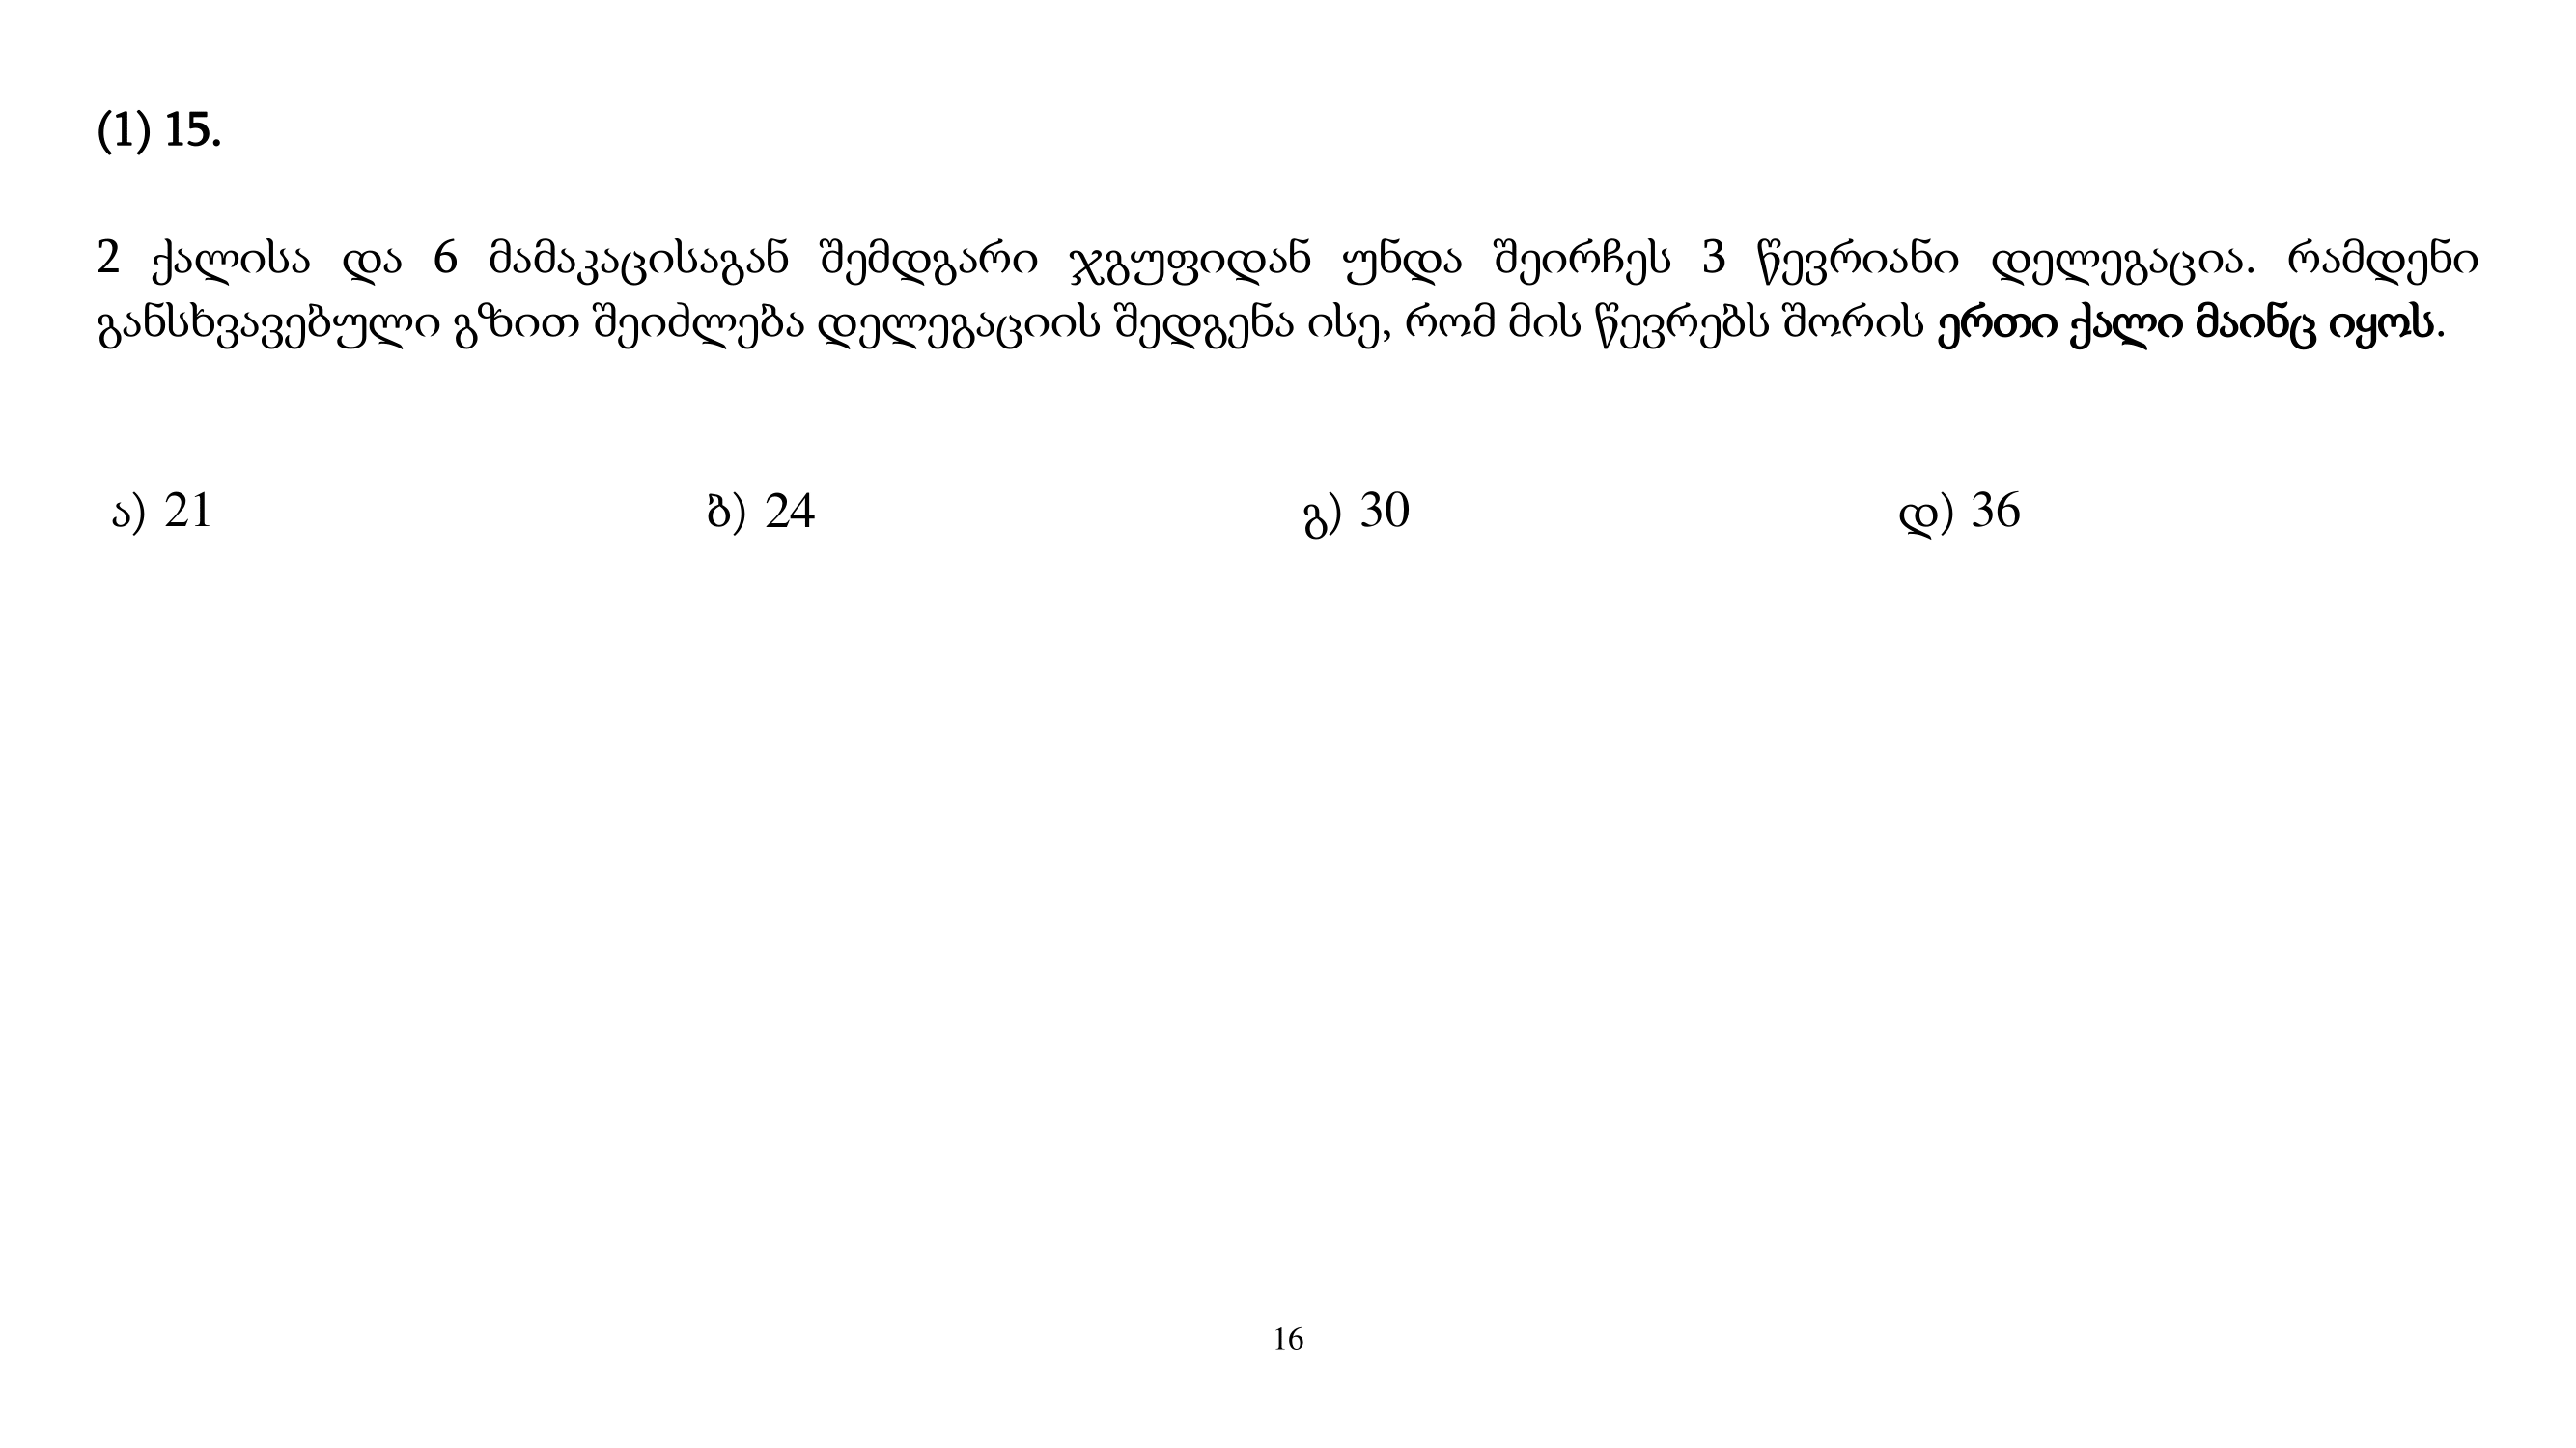 (1) 15.
2 ქალისა და 6 მამაკაცისაგან შემდგარი ჯგუფიდან უნდა შეირჩეს 3 წევრიანი დელეგაცია. რამდენი
განსხვავებული გზით შეიძლება დელეგაციის შედგენა ისე, რომ მის წევრებს შორის ერთი ქალი მაინც იყოს.
ა) 21 ბ) 24 გ) 30 დ) 36
16